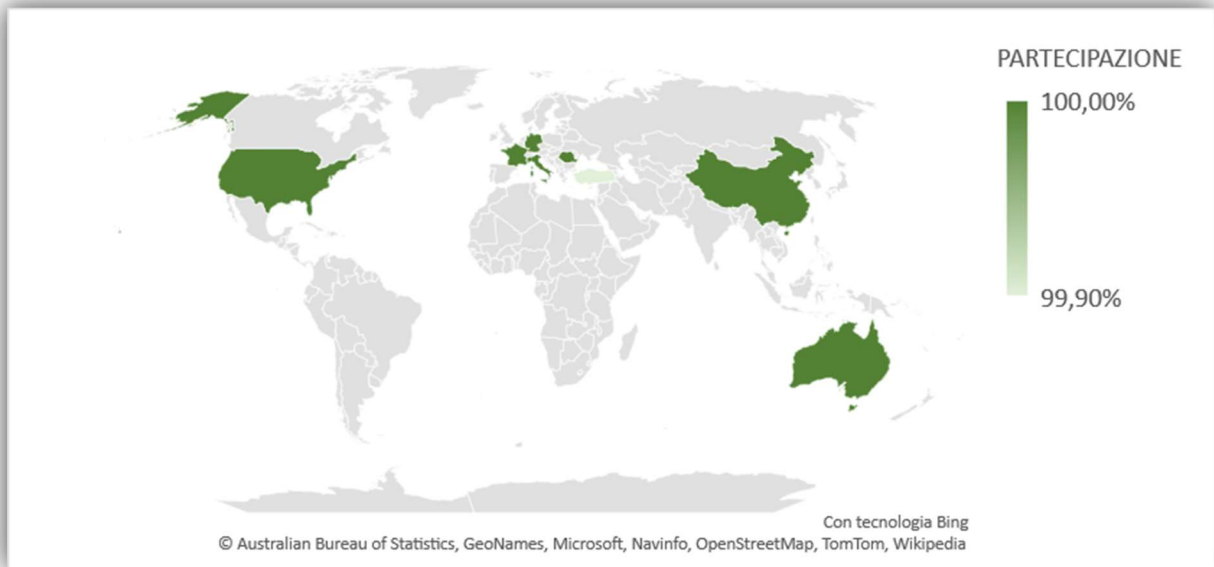 PARTECIPAZIONE
100,00%
99,90%
Con tecnologia Bing
© Australian Bureau of Statistics, GeoNames, Microsoft, Navinfo, OpenStreetMap, TomTom, Wikipedia